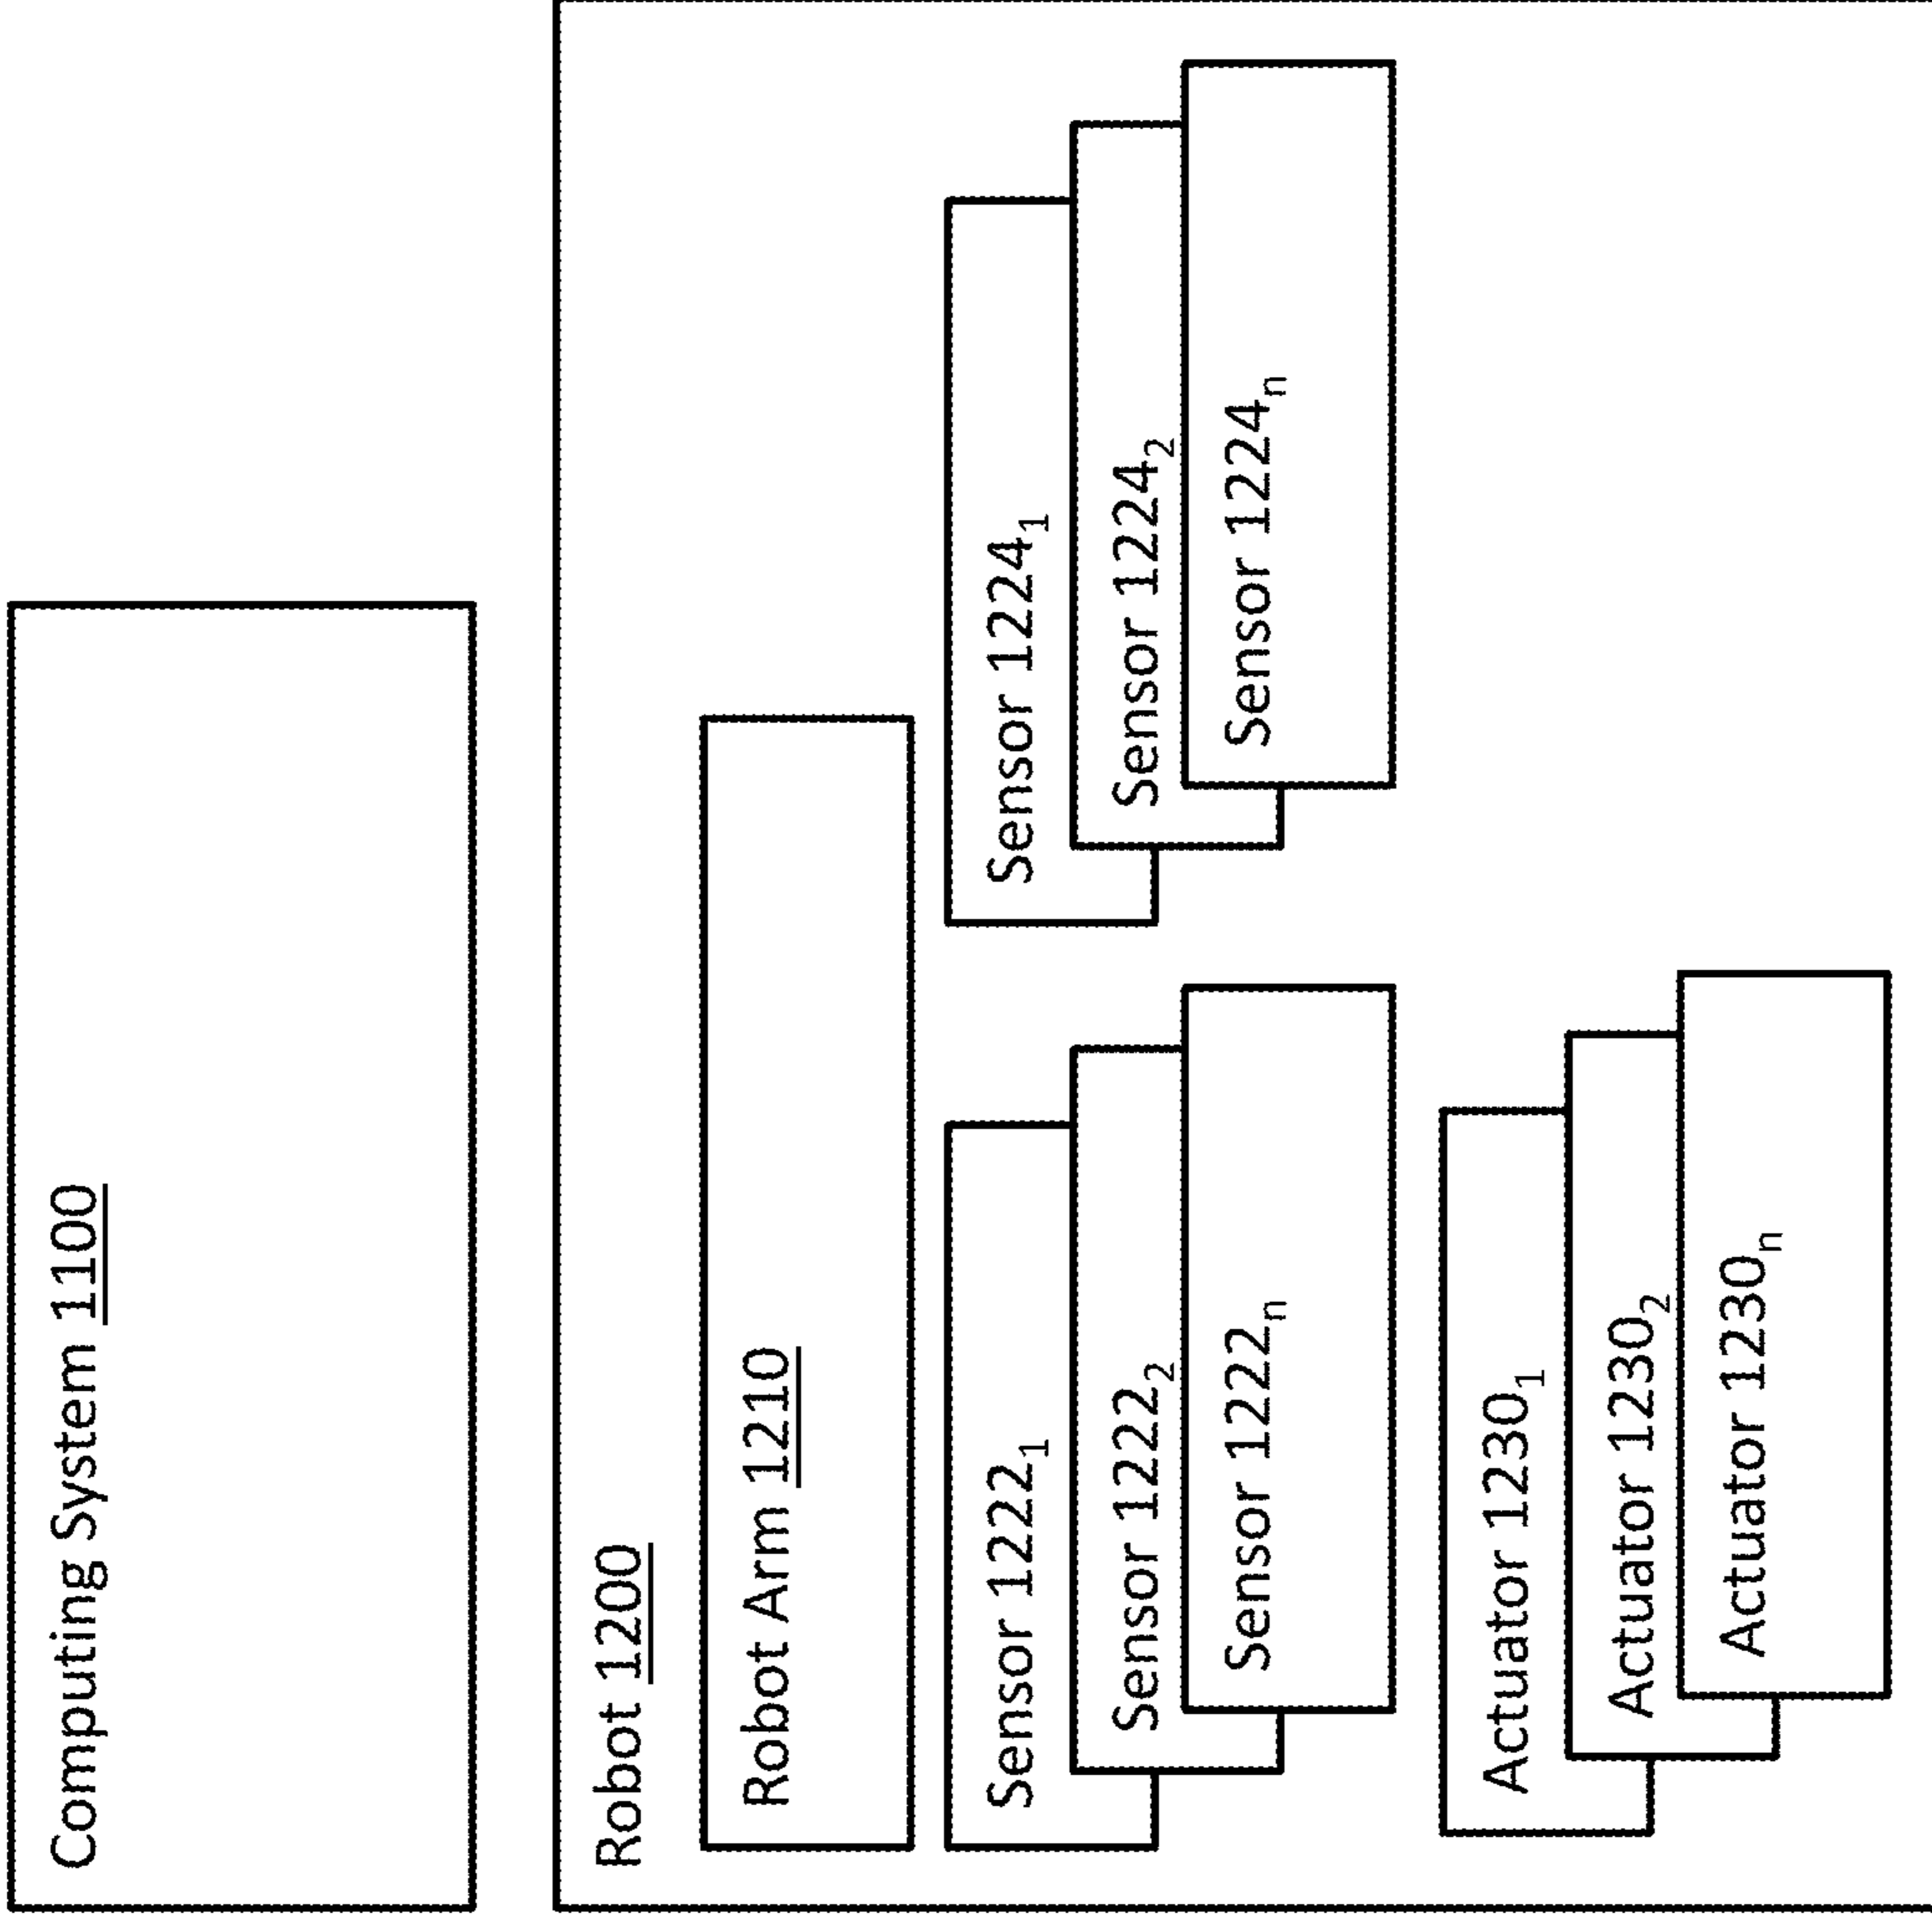 Computing System 1100
Robot 1200
Robot Arm 1210
Sensor 1222₁
Sensor 1222₂
Sensor 1222ₙ
Sensor 1224₁
Sensor 1224₂
Sensor 1224ₙ
Actuator 1230₁
Actuator 1230₂
Actuator 1230ₙ